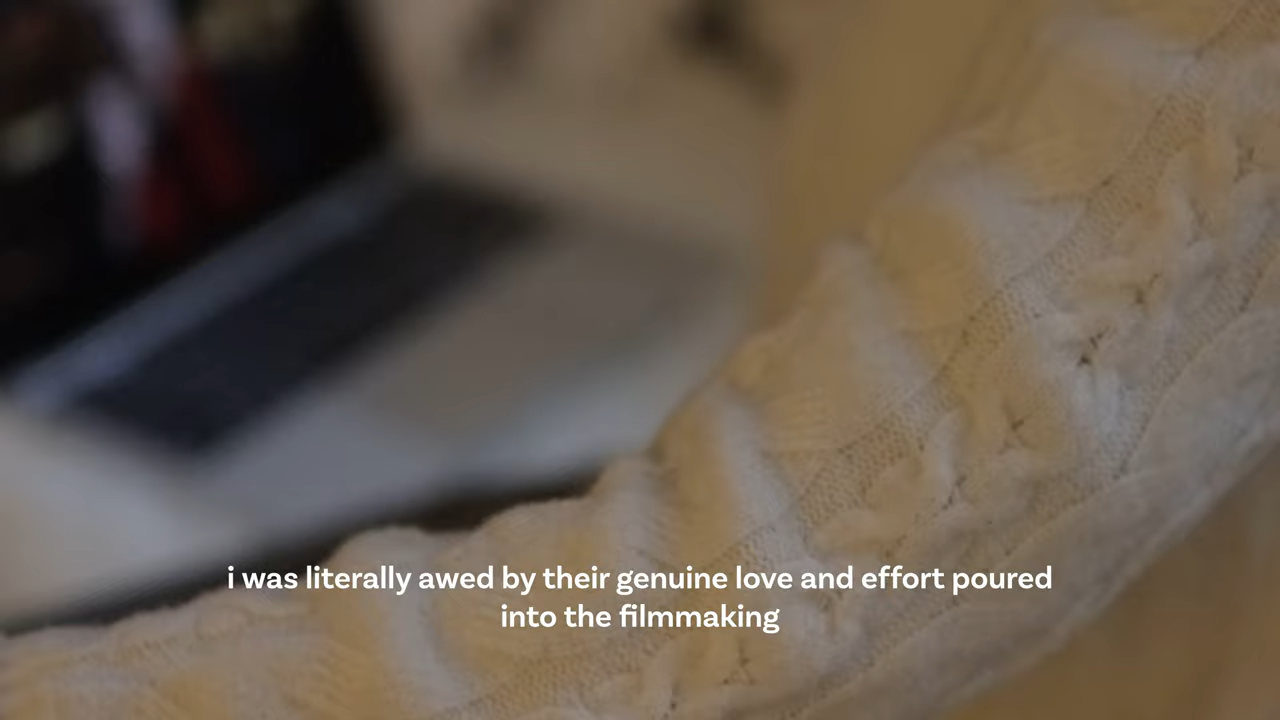 i was literally awed by their genuine love and effort poured
into the filmmaking